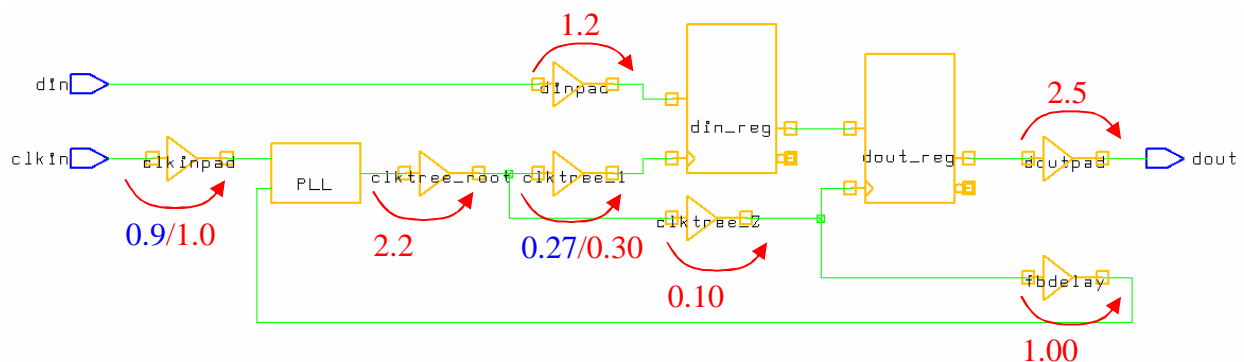 1.2
din
dinpad
2.5
din_reg
clkin
clkinpad
PLL
clktree_root
clktree_1
dout_reg
doutpad
dout
clktree_2
0.9/1.0
2.2
0.27/0.30
0.10
fbdelay
1.00